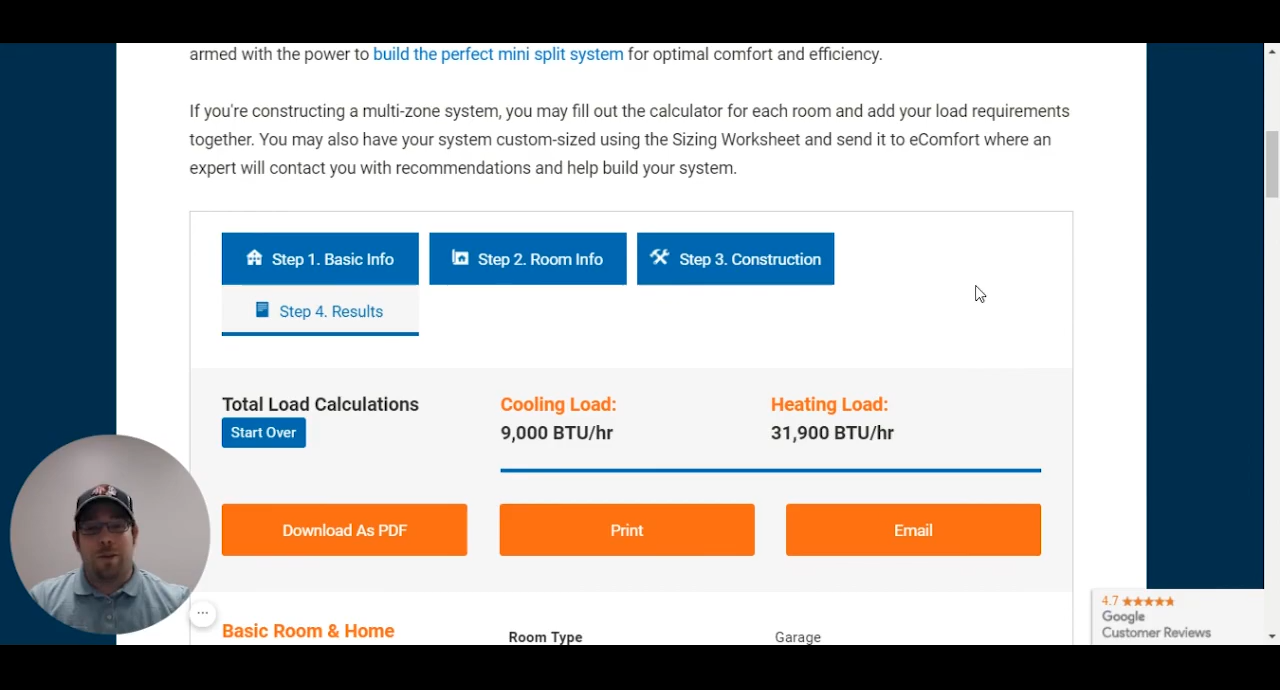 armed with the power to build the perfect mini split system for optimal comfort and efficiency.
If you're constructing a multi-zone system, you may fill out the calculator for each room and add your load requirements
together. You may also have your system custom-sized using the Sizing Worksheet and send it to eComfort where an
expert will contact you with recommendations and help build your system.
Step 1. Basic Info
Step 2. Room Info
Step 3. Construction
Step 4. Results
Total Load Calculations
Start Over
Cooling Load:
9,000 BTU/hr
Heating Load:
31,900 BTU/hr
Download As PDF
Print
Email
Basic Room & Home
Room Type
Garage
4.7 ★★★★★
Google
Customer Reviews